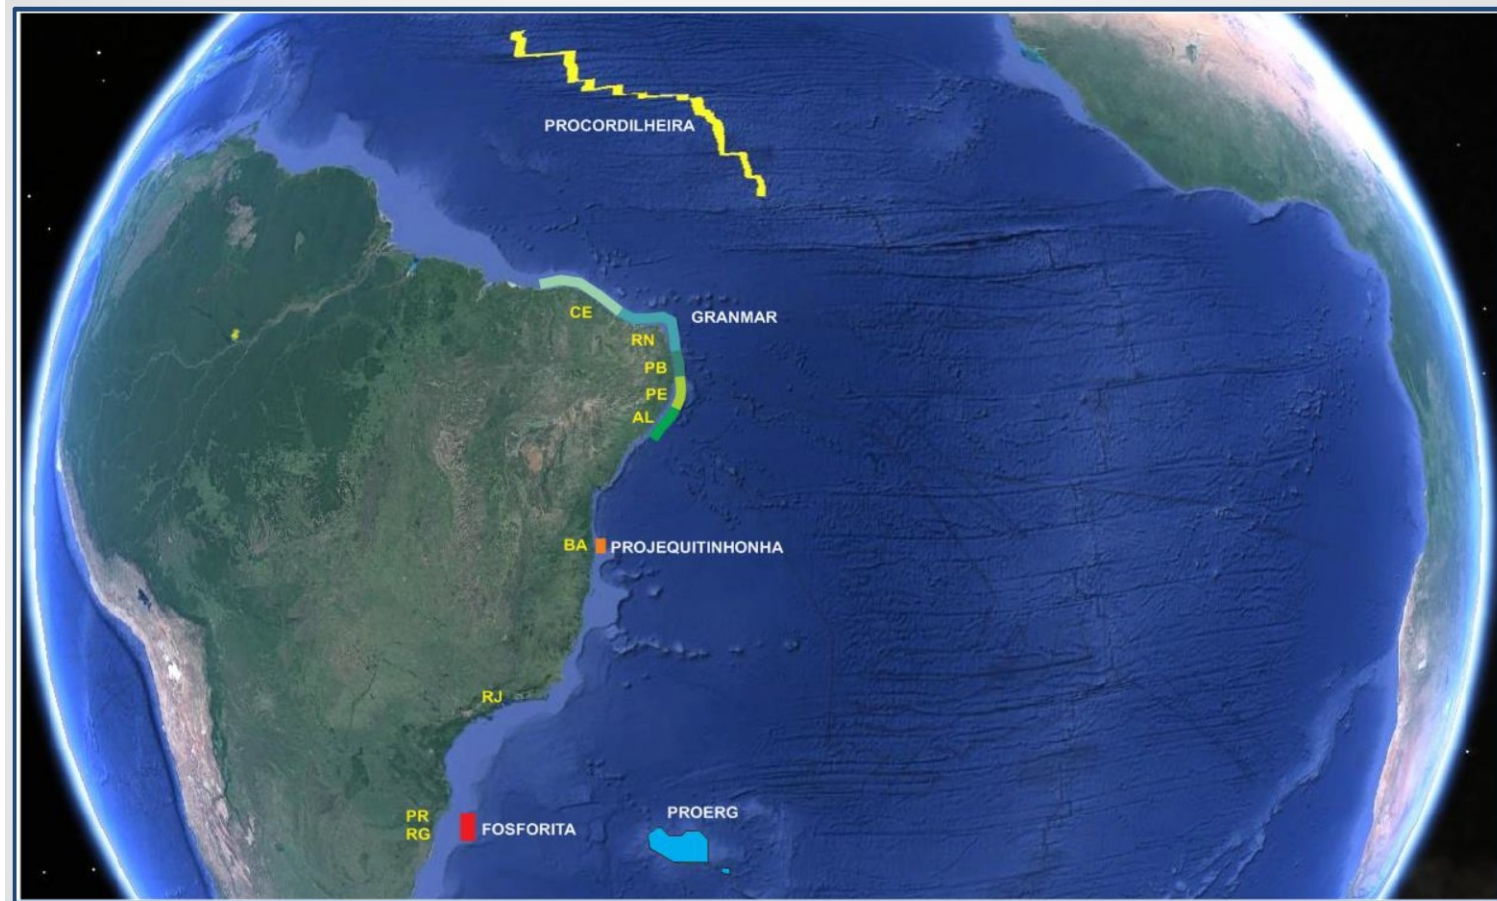 PROCORDILHEIRA
CE
GRANMAR
RN
PB
PE
AL
BA
PROJEQUITINHONHA
RJ
PROERG
PR
RG
FOSFORITA